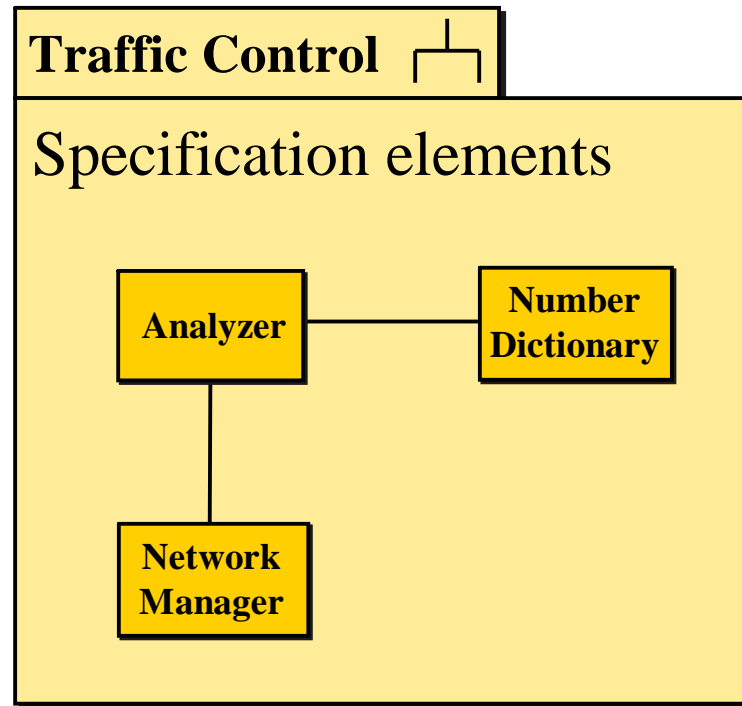 Traffic Control
Specification elements
Analyzer
Number
Dictionary
Network
Manager